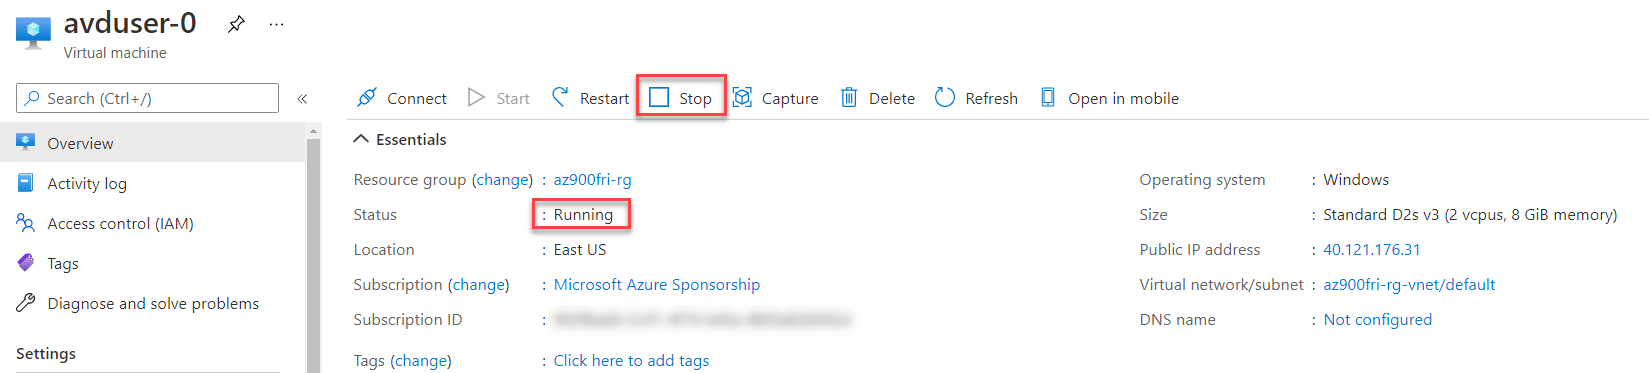 avduser-0
Virtual machine
Search (Ctrl+/)
Overview
Activity log
Access control (IAM)
Tags
Diagnose and solve problems
Settings
Connect Start Restart Stop Capture Delete Refresh Open in mobile
Essentials
Resource group (change) : az900fri-rg
Status : Running
Location : East US
Subscription (change) : Microsoft Azure Sponsorship
Subscription ID :
Tags (change) : Click here to add tags
Operating system : Windows
Size : Standard D2s v3 (2 vcpus, 8 GiB memory)
Public IP address : 40.121.176.31
Virtual network/subnet : az900fri-rg-vnet/default
DNS name : Not configured